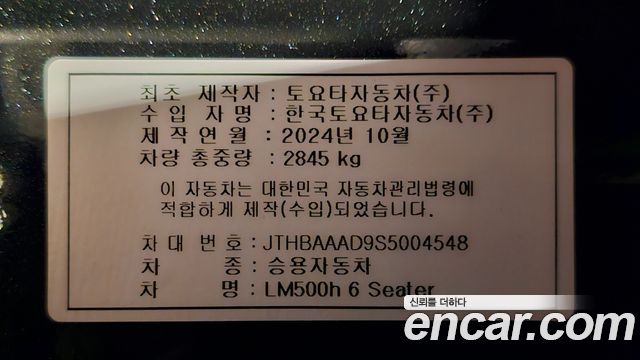 최초 제작자 : 토요타자동차(주)
수입 자명 : 한국토요타자동차(주)
제작연월 : 2024년 10월
차량 총중량 : 2845 kg
이 자동차는 대한민국 자동차관리법령에
적합하게 제작(수입)되었습니다.
차대 번호 : JTHBAAAD9S5004548
차 종 : 승용자동차
차 명 : LM500h 6 Seater
신뢰를 더하다
encar.com